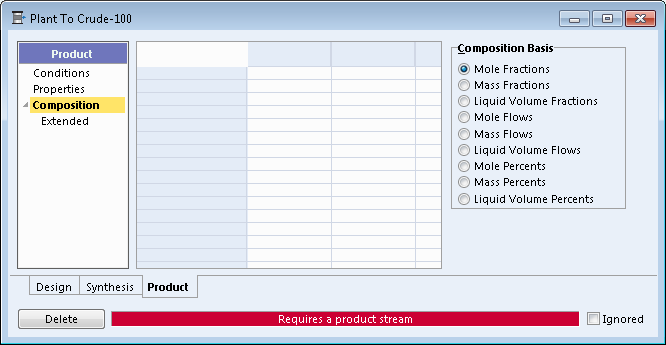 Plant To Crude-100
Product
Conditions
Properties
Composition
Extended
Composition Basis
Mole Fractions
Mass Fractions
Liquid Volume Fractions
Mole Flows
Mass Flows
Liquid Volume Flows
Mole Percents
Mass Percents
Liquid Volume Percents
Design Synthesis Product
Delete Requires a product stream Ignored